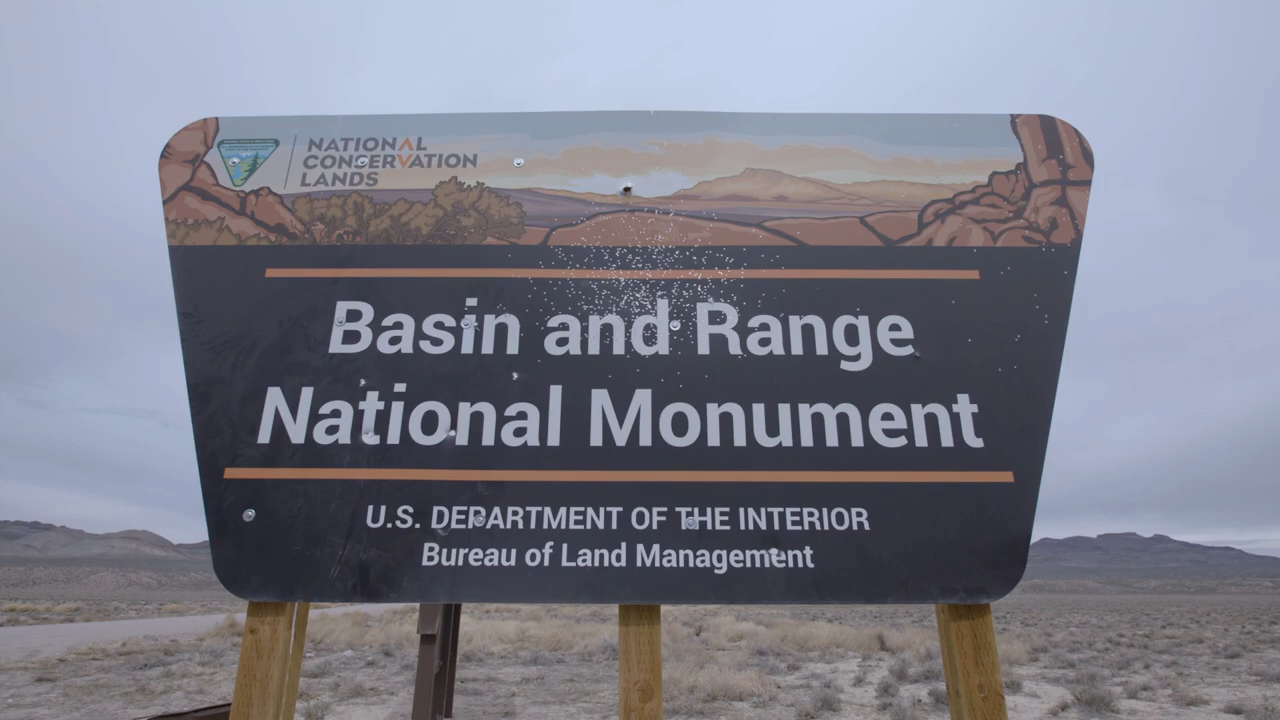 NATIONAL
CONSERVATION
LANDS
Basin and Range
National Monument
U.S. DEPARTMENT OF THE INTERIOR
Bureau of Land Management